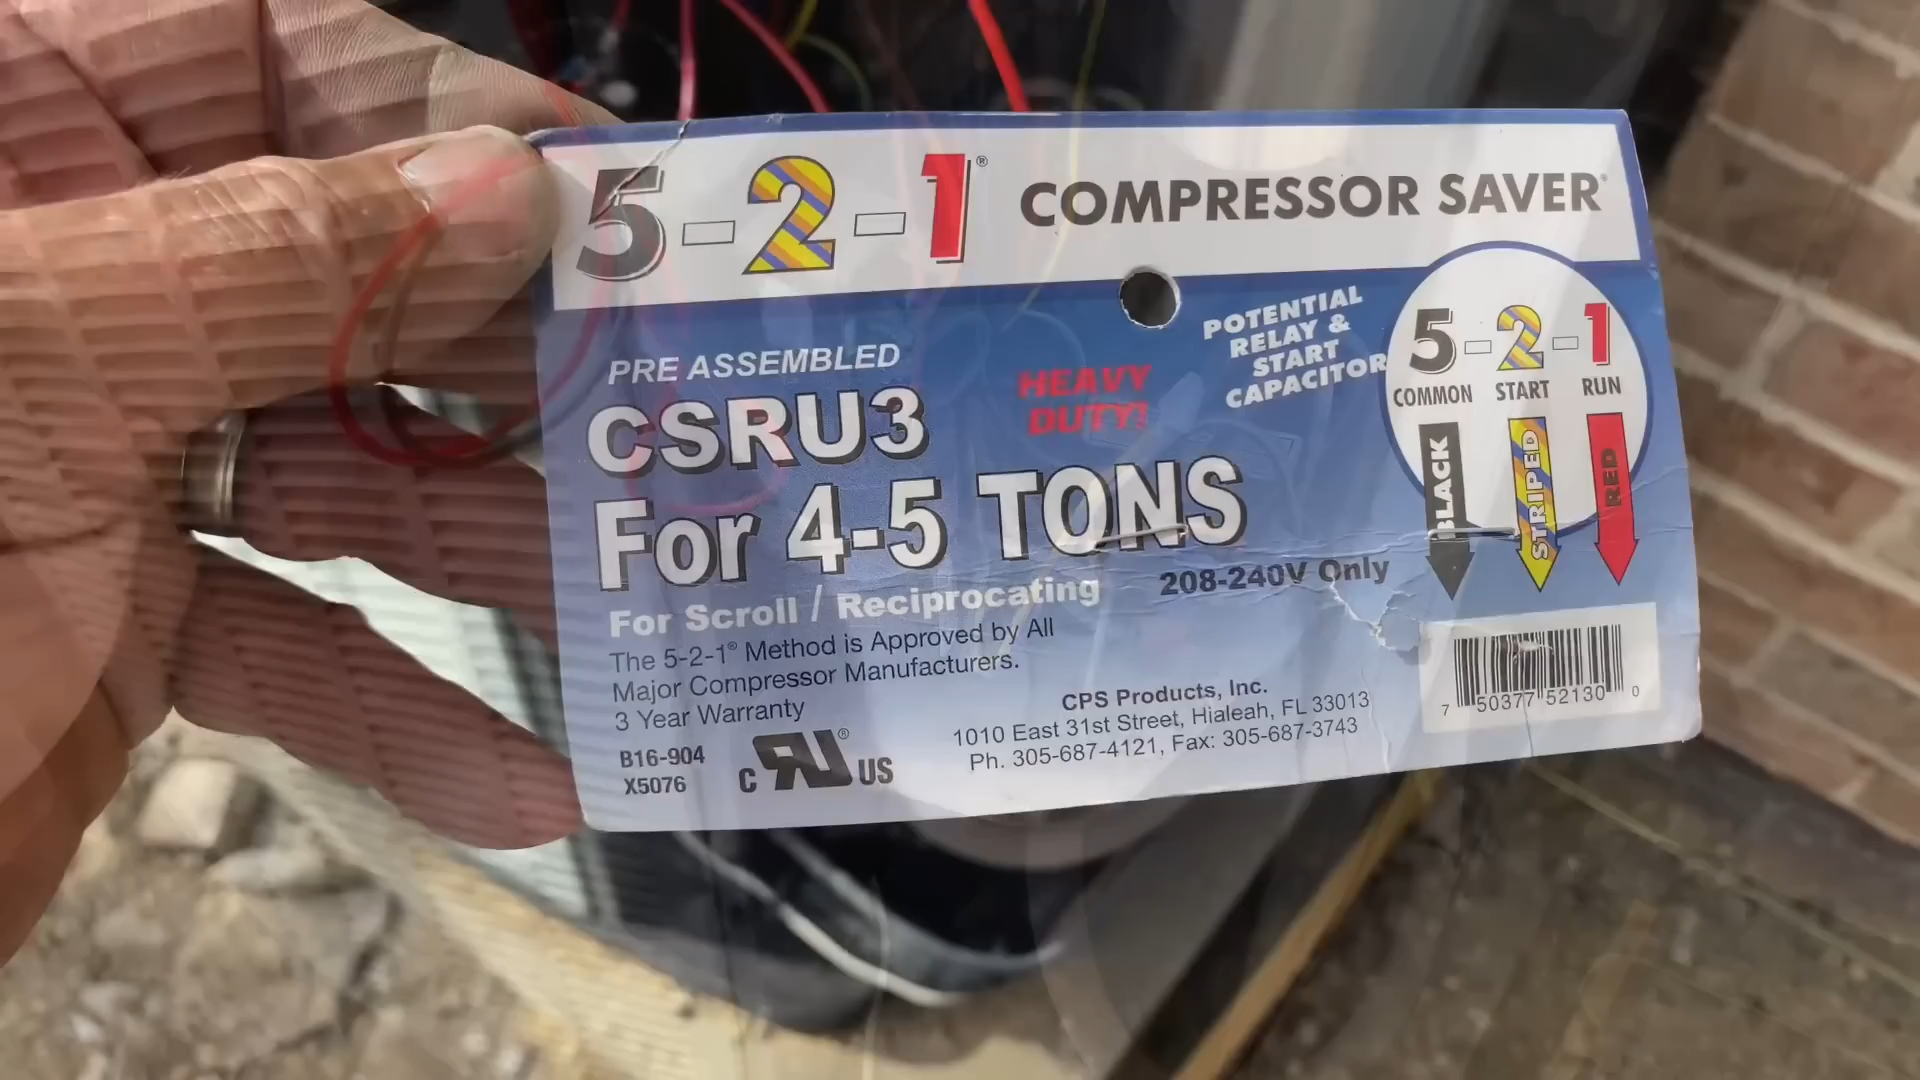 5-2-1® COMPRESSOR SAVER®
PRE ASSEMBLED
CSRU3
For 4-5 TONS
HEAVY
DUTY!
POTENTIAL
RELAY &
START
CAPACITOR
5-2-1
COMMON START RUN
BLACK STRIPED RED
208-240V Only
For Scroll / Reciprocating
The 5-2-1® Method is Approved by All
Major Compressor Manufacturers.
3 Year Warranty
B16-904
X5076
C RU® US
CPS Products, Inc.
1010 East 31st Street, Hialeah, FL 33013
Ph. 305-687-4121, Fax: 305-687-3743
7 50377 52130 0